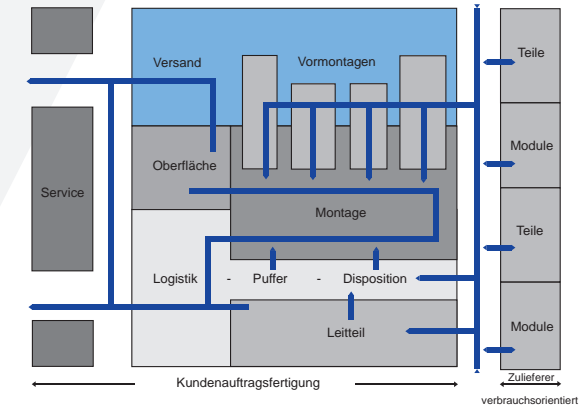 Versand Vormontagen Teile
Oberfläche Module
Service
Montage Teile
Logistik - Puffer - Disposition
Leitteil Module
Kundenauftragsfertigung Zulieferer
verbrauchsorientiert